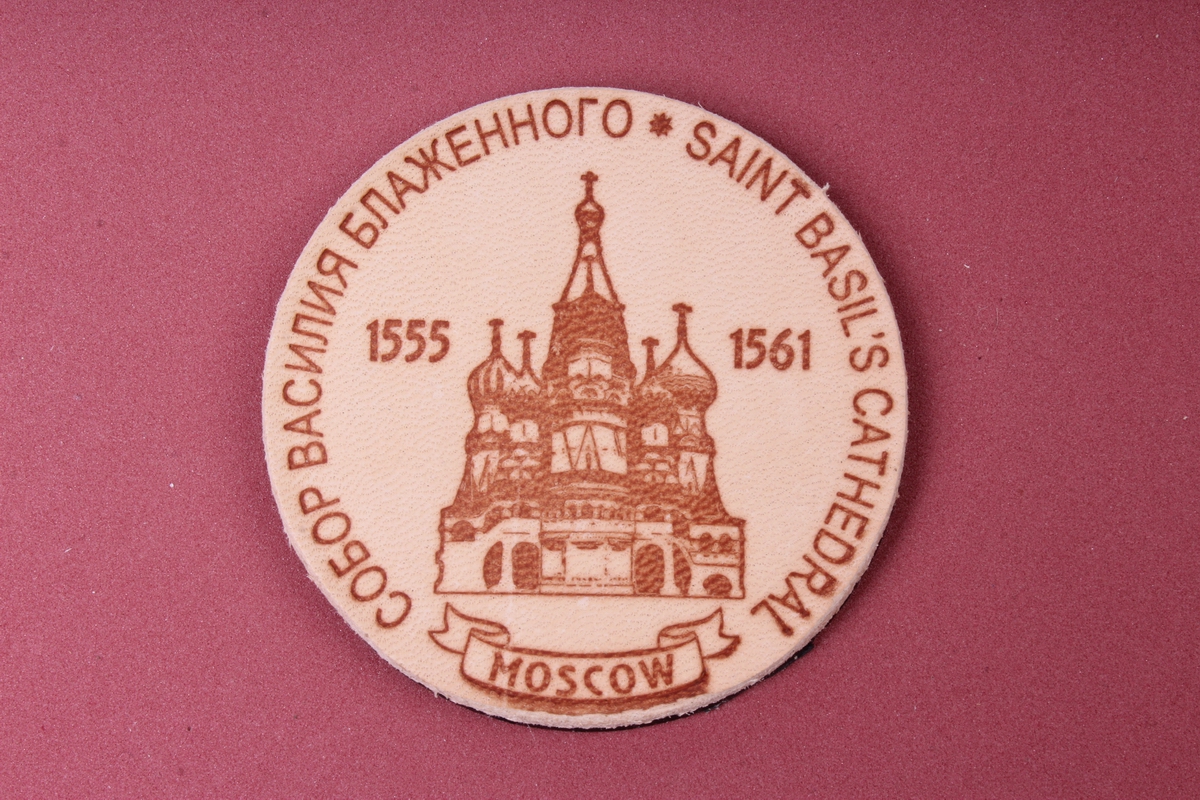 СОБОР ВАСИЛИЯ БЛАЖЕННОГО * SAINT BASIL'S CATHEDRAL
1555
1561
MOSCOW